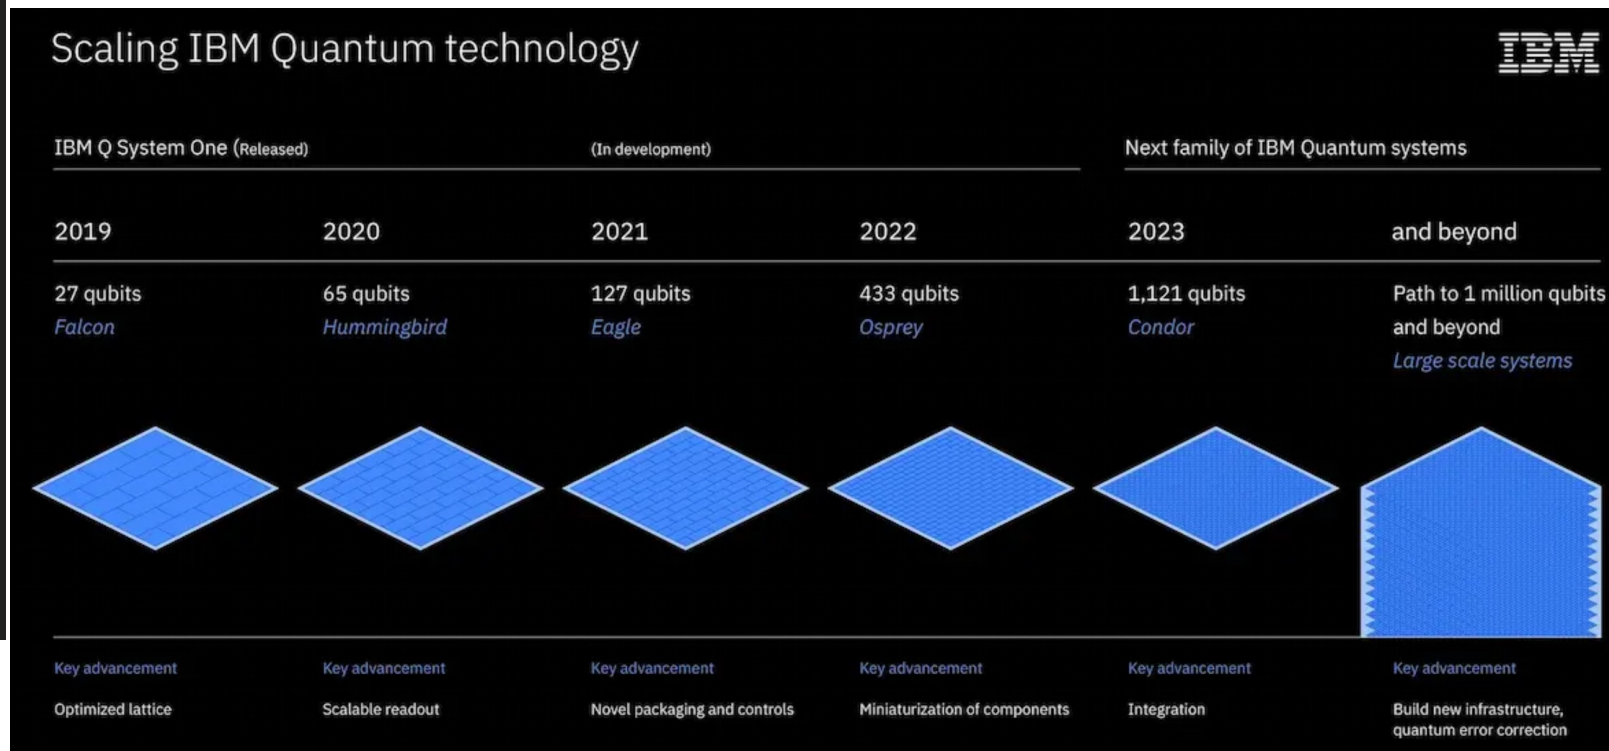 Scaling IBM Quantum technology
IBM
IBM Q System One (Released)
(In development)
Next family of IBM Quantum systems
2019
2020
2021
2022
2023
and beyond
27 qubits
65 qubits
127 qubits
433 qubits
1,121 qubits
Path to 1 million qubits
and beyond
Falcon
Hummingbird
Eagle
Osprey
Condor
Large scale systems
Key advancement
Key advancement
Key advancement
Key advancement
Key advancement
Key advancement
Optimized lattice
Scalable readout
Novel packaging and controls
Miniaturization of components
Integration
Build new infrastructure,
quantum error correction